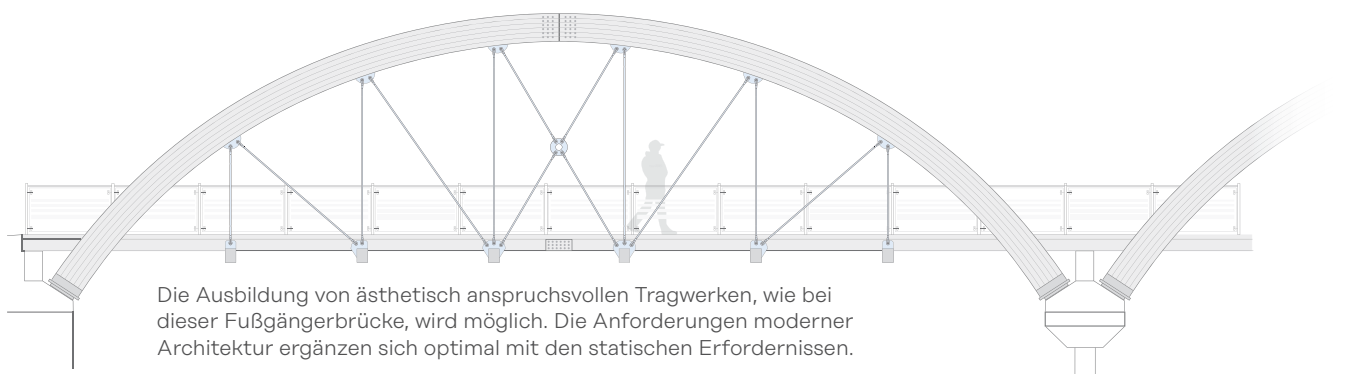 Die Ausbildung von ästhetisch anspruchsvollen Tragwerken, wie bei
dieser Fußgängerbrücke, wird möglich. Die Anforderungen moderner
Architektur ergänzen sich optimal mit den statischen Erfordernissen.